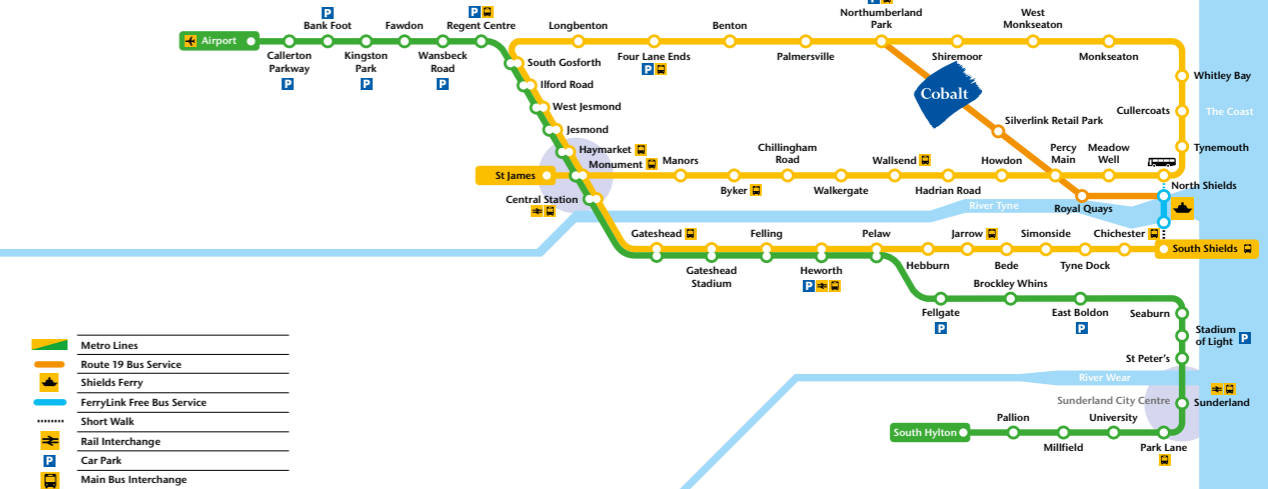 Bank Foot
Fawdon
Regent Centre
Longbenton
Benton
Northumberland
Park
West
Monkseaton
Airport
Callerton
Parkway
Kingston
Park
Wansbeck
Road
South Gosforth
Four Lane Ends
Palmersville
Shiremoor
Monkseaton
Whitley Bay
Ilford Road
Cobalt
West Jesmond
Cullercoats
The Coast
Silverlink Retail Park
Jesmond
Haymarket
Monument
Manors
Chillingham
Road
Wallsend
Howdon
Percy
Main
Meadow
Well
Tynemouth
St James
Byker
Walkergate
Hadrian Road
North Shields
Central Station
River Tyne
Royal Quays
Gateshead
Felling
Pelaw
Jarrow
Simonside
Chichester
South Shields
Gateshead
Stadium
Heworth
Hebburn
Bede
Tyne Dock
Brockley Whins
Fellgate
East Boldon
Seaburn
Stadium
of Light
St Peter's
River Wear
Sunderland City Centre
Sunderland
South Hylton
Pallion
Millfield
University
Park Lane
Metro Lines
Route 19 Bus Service
Shields Ferry
FerryLink Free Bus Service
Short Walk
Rail Interchange
P
Car Park
Main Bus Interchange